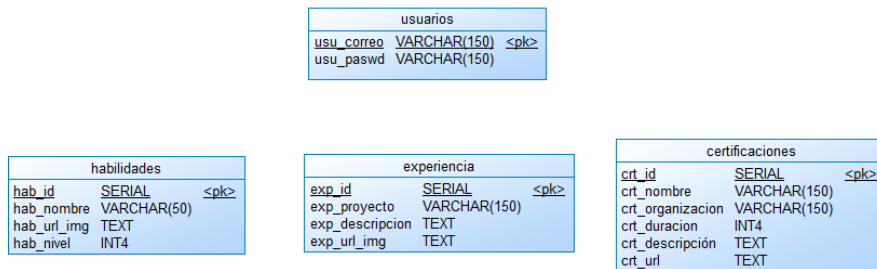 usuarios
usu_correo VARCHAR(150) <pk>
usu_paswd VARCHAR(150)
habilidades
hab_id SERIAL <pk>
hab_nombre VARCHAR(50)
hab_url_img TEXT
hab_nivel INT4
experiencia
exp_id SERIAL <pk>
exp_proyecto VARCHAR(150)
exp_descripcion TEXT
exp_url_img TEXT
certificaciones
crt_id SERIAL <pk>
crt_nombre VARCHAR(150)
crt_organizacion VARCHAR(150)
crt_duracion INT4
crt_descripción TEXT
crt_url TEXT